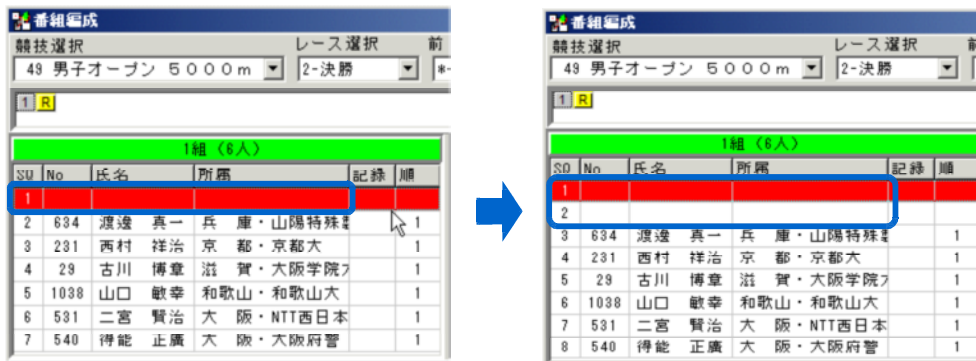 番組編成
競技選択 レース選択 前
49 男子オープン 5000m 2-決勝 *-
1 R
1組 (6人)
SQ No 氏名 所属 記録 順
1
2 634 渡邊 真一 兵 庫・山陽特殊製 1
3 231 西村 祥治 京 都・京都大 1
4 29 古川 博章 滋 賀・大阪学院大 1
5 1038 山口 敏幸 和歌山・和歌山大 1
6 531 二宮 賢治 大 阪・NTT西日本 1
7 540 得能 正廣 大 阪・大阪府警 1
番組編成
競技選択 レース選択 前
49 男子オープン 5000m 2-決勝
1 R
1組 (6人)
SQ No 氏名 所属 記録 順
1
2
3 634 渡邊 真一 兵 庫・山陽特殊製 1
4 231 西村 祥治 京 都・京都大 1
5 29 古川 博章 滋 賀・大阪学院大 1
6 1038 山口 敏幸 和歌山・和歌山大 1
7 531 二宮 賢治 大 阪・NTT西日本 1
8 540 得能 正廣 大 阪・大阪府警 1